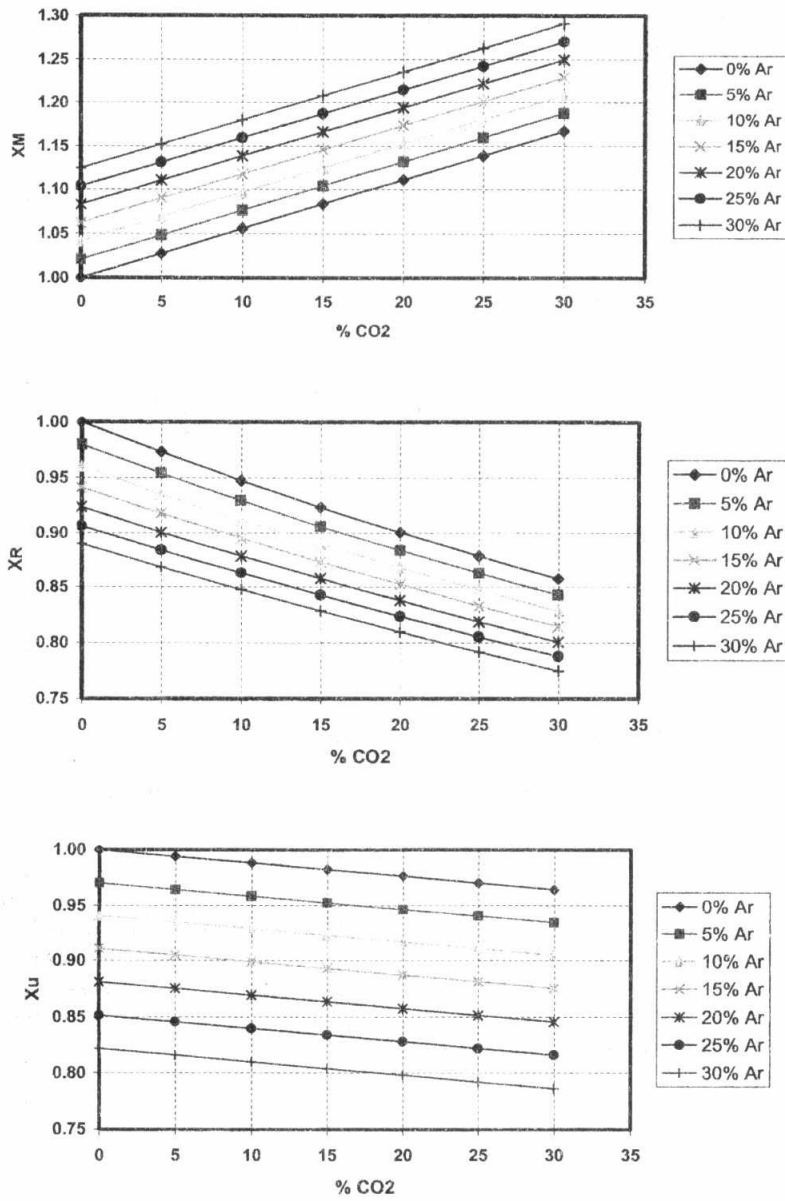 1.30
1.25
1.20
1.15
1.10
1.05
1.00
XM
0 5 10 15 20 25 30 35
% CO2
0% Ar
5% Ar
10% Ar
15% Ar
20% Ar
25% Ar
30% Ar
1.00
0.95
0.90
0.85
0.80
0.75
XR
0 5 10 15 20 25 30 35
% CO2
0% Ar
5% Ar
10% Ar
15% Ar
20% Ar
25% Ar
30% Ar
1.00
0.95
0.90
0.85
0.80
0.75
Xu
0 5 10 15 20 25 30 35
% CO2
0% Ar
5% Ar
10% Ar
15% Ar
20% Ar
25% Ar
30% Ar